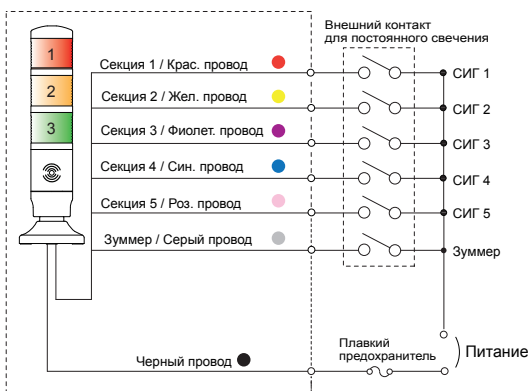 Внешний контакт
для постоянного свечения
1
2
3
Секция 1 / Крас. провод
СИГ 1
Секция 2 / Жел. провод
СИГ 2
Секция 3 / Фиолет. провод
СИГ 3
Секция 4 / Син. провод
СИГ 4
Секция 5 / Роз. провод
СИГ 5
Зуммер / Серый провод
Зуммер
Черный провод
Плавкий
предохранитель
Питание